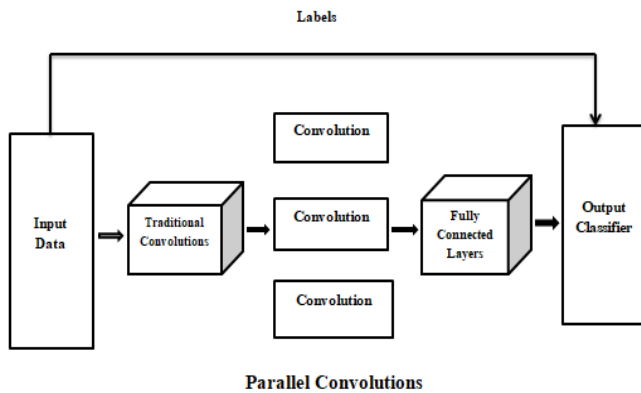 Labels
Input
Data
Traditional
Convolutions
Convolution
Convolution
Convolution
Fully
Connected
Layers
Output
Classifier
Parallel Convolutions